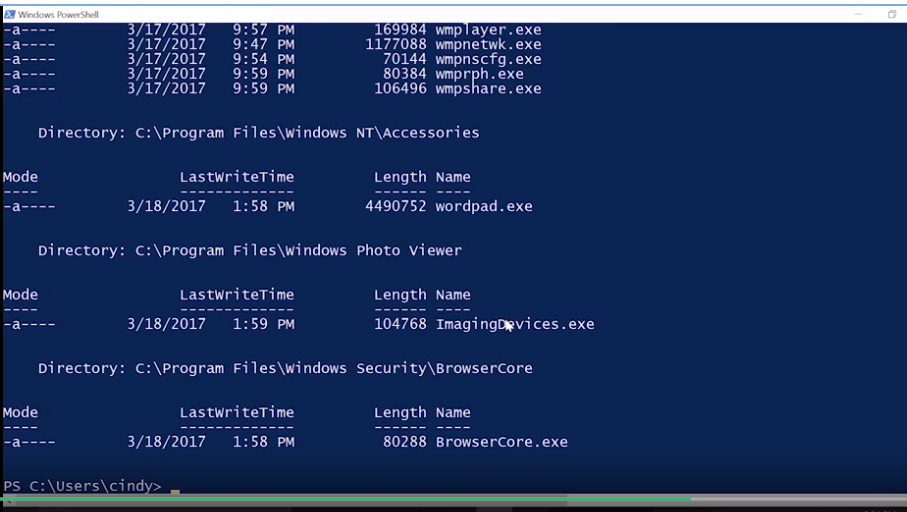 Windows PowerShell
-a---- 3/17/2017 9:57 PM 169984 wmplayer.exe
-a---- 3/17/2017 9:47 PM 1177088 wmpnetwk.exe
-a---- 3/17/2017 9:54 PM 70144 wmpnscfg.exe
-a---- 3/17/2017 9:59 PM 80384 wmprph.exe
-a---- 3/17/2017 9:59 PM 106496 wmpshare.exe
Directory: C:\Program Files\Windows NT\Accessories
Mode LastWriteTime Length Name
---- ------------- ------ ----
-a---- 3/18/2017 1:58 PM 4490752 wordpad.exe
Directory: C:\Program Files\Windows Photo Viewer
Mode LastWriteTime Length Name
---- ------------- ------ ----
-a---- 3/18/2017 1:59 PM 104768 ImagingDevices.exe
Directory: C:\Program Files\Windows Security\BrowserCore
Mode LastWriteTime Length Name
---- ------------- ------ ----
-a---- 3/18/2017 1:58 PM 80288 BrowserCore.exe
PS C:\Users\cindy>